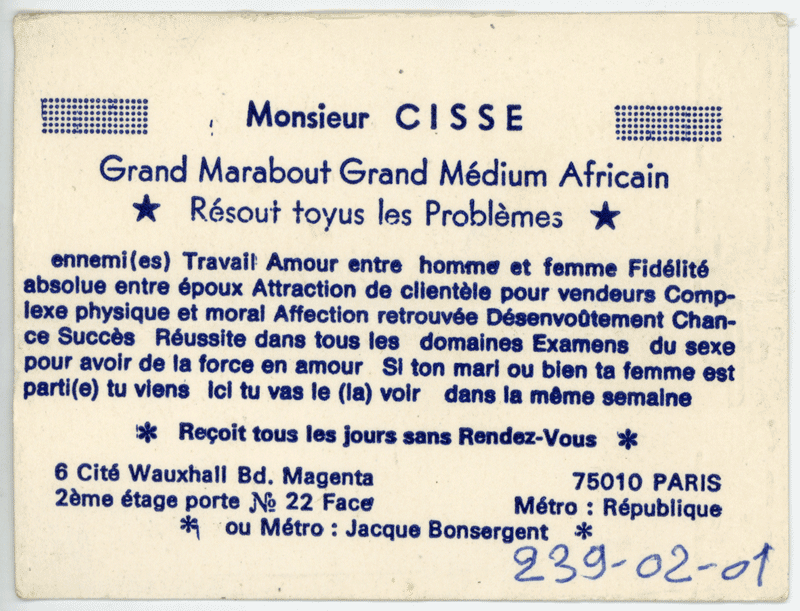 Monsieur CISSE
Grand Marabout Grand Médium Africain
★ Résout toyus les Problèmes ★
ennemi(es) Travail Amour entre homme et femme Fidélité
absolue entre époux Attraction de clientèle pour vendeurs Comp-
lexe physique et moral Affection retrouvée Désenvoûtement Chan-
ce Succès Réussite dans tous les domaines Examens du sexe
pour avoir de la force en amour Si ton mari ou bien ta femme est
parti(e) tu viens ici tu vas le (la) voir dans la même semaine
* Reçoit tous les jours sans Rendez-Vous *
6 Cité Wauxhall Bd. Magenta 75010 PARIS
2ème étage porte № 22 Face Métro : République
* ou Métro : Jacque Bonsergent *
239-02-01